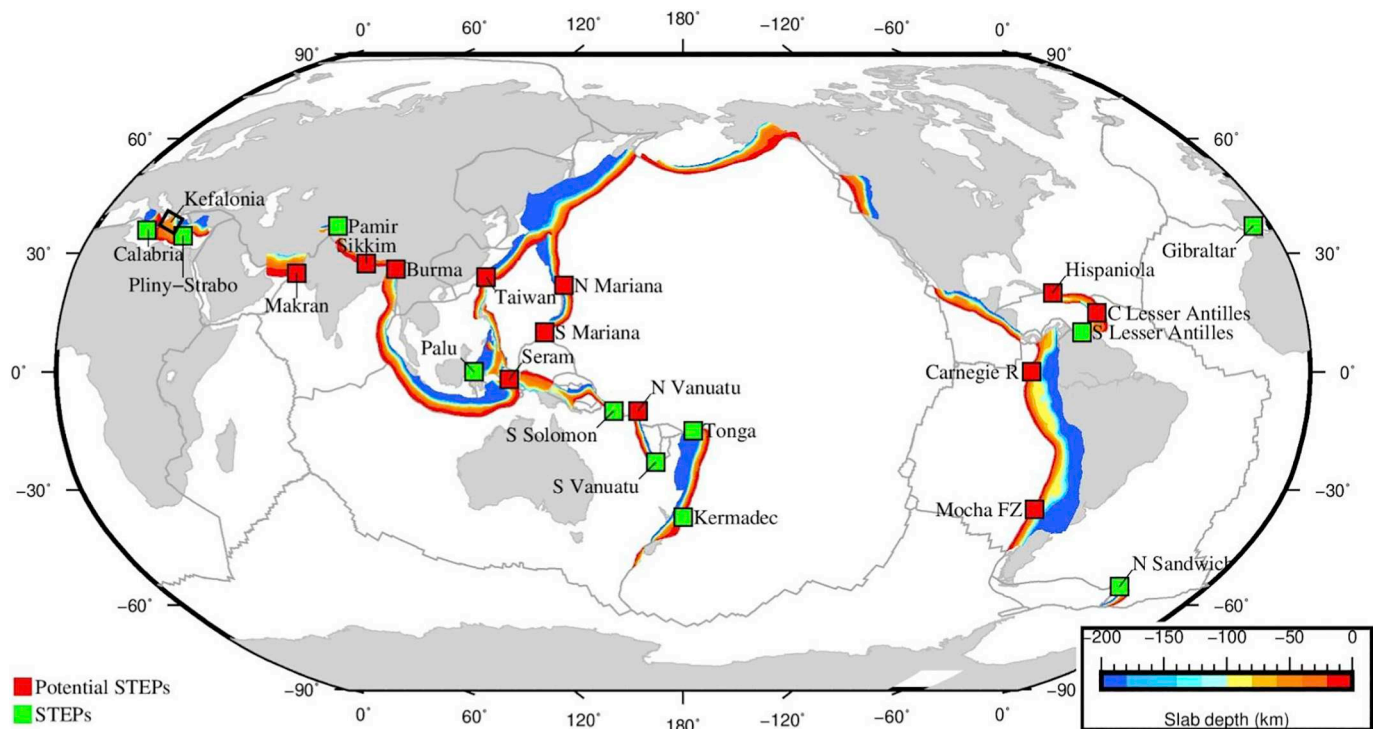 0˚ 60˚ 120˚ 180˚ −120˚ −60˚ 0˚
90˚ 90˚
60˚ 60˚
Kefalonia
Pamir
Gibraltar
Calabria Sikkim
30˚ 30˚
Burma Hispaniola
Pliny−Strabo
Taiwan N Mariana
Makran
C Lesser Antilles
S Mariana S Lesser Antilles
Palu Seram
0˚ Carnegie R 0˚
N Vanuatu
S Solomon Tonga
S Vanuatu
−30˚ −30˚
Mocha FZ
Kermadec
N Sandwich
−60˚ −60˚
−200 −150 −100 −50 0
Slab depth (km)
Potential STEPs
STEPs
−90˚ −90
0˚ 60˚ 120˚ 180˚ −120˚ −60˚ 0˚